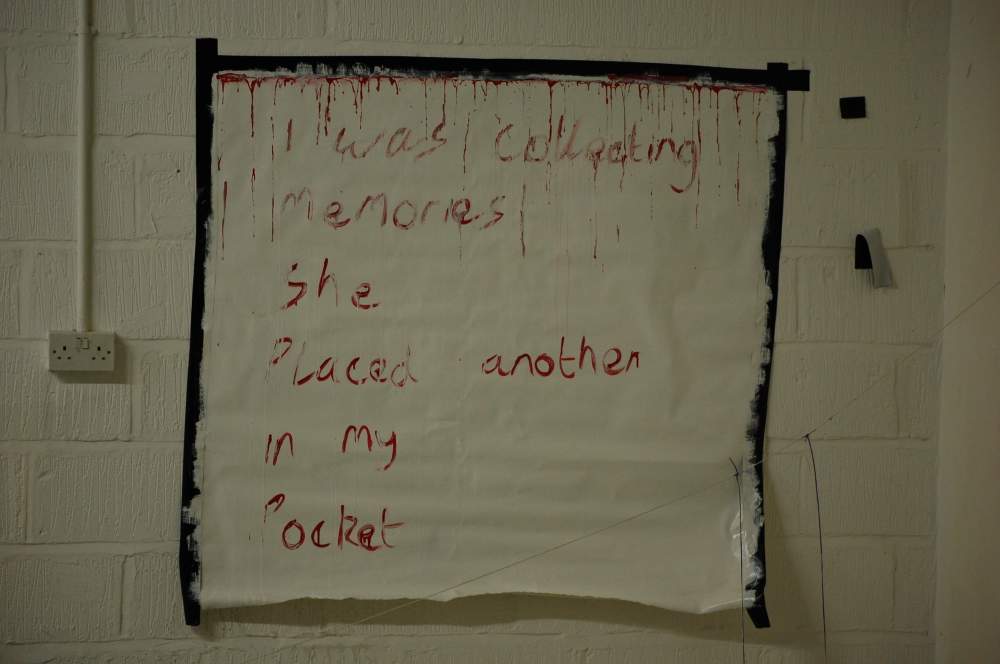 I was collecting
Memories
She
Placed another
in my
Pocket